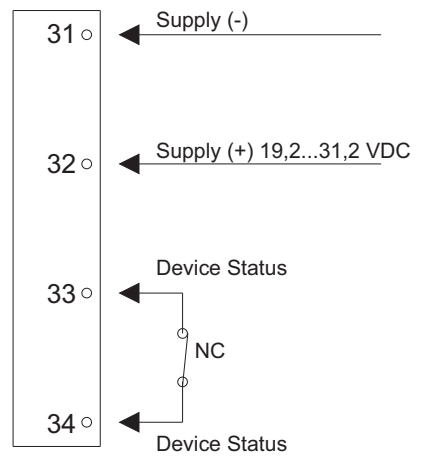 31 Supply (-)
32 Supply (+) 19,2...31,2 VDC
Device Status
33
NC
34
Device Status